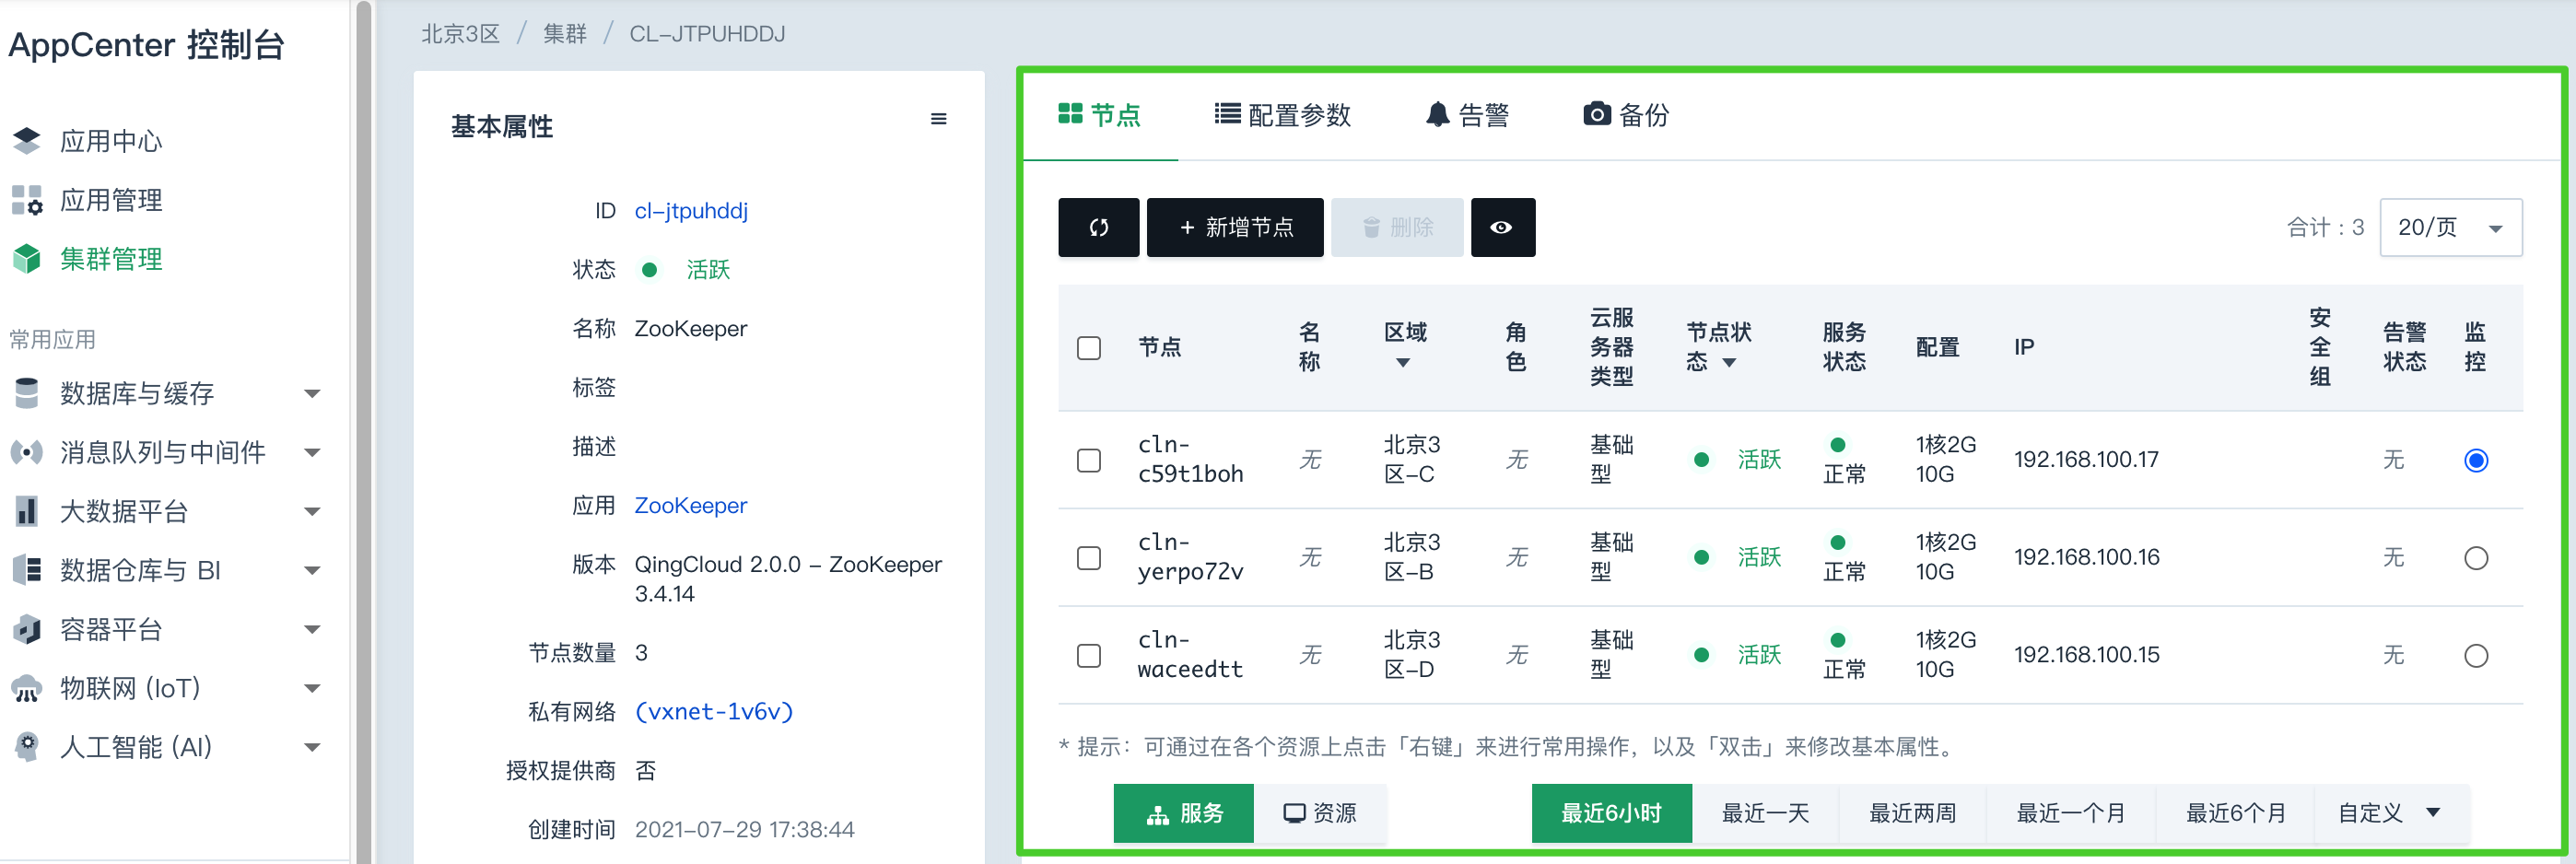 AppCenter 控制台
应用中心
应用管理
集群管理
常用应用
数据库与缓存
消息队列与中间件
大数据平台
数据仓库与 BI
容器平台
物联网 (IoT)
人工智能 (AI)
北京3区 / 集群 / CL-JTPUHDDJ
基本属性
ID cl-jtpuhddj
状态 活跃
名称 ZooKeeper
标签
描述
应用 ZooKeeper
版本 QingCloud 2.0.0 - ZooKeeper
3.4.14
节点数量 3
私有网络 (vxnet-1v6v)
授权提供商 否
创建时间 2021-07-29 17:38:44
节点 配置参数 告警 备份
+ 新增节点 删除 合计：3 20/页
节点 名称 区域 角色 云服务器类型 节点状态 服务状态 配置 IP 安全组 告警状态 监控
cln-c59t1boh 无 北京3区-C 无 基础型 活跃 正常 1核2G 10G 192.168.100.17 无
cln-yerpo72v 无 北京3区-B 无 基础型 活跃 正常 1核2G 10G 192.168.100.16 无
cln-waceedtt 无 北京3区-D 无 基础型 活跃 正常 1核2G 10G 192.168.100.15 无
* 提示：可通过在各个资源上点击「右键」来进行常用操作，以及「双击」来修改基本属性。
服务 资源 最近6小时 最近一天 最近两周 最近一个月 最近6个月 自定义